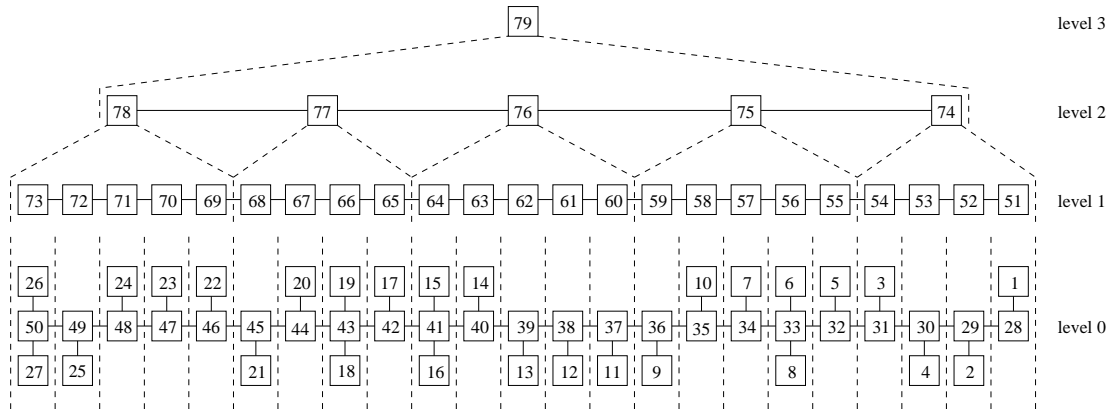 79 level 3
78 77 76 75 74 level 2
73 72 71 70 69 68 67 66 65 64 63 62 61 60 59 58 57 56 55 54 53 52 51 level 1
26 24 23 22 20 19 17 15 14 10 7 6 5 3 1
50 49 48 47 46 45 44 43 42 41 40 39 38 37 36 35 34 33 32 31 30 29 28 level 0
27 25 21 18 16 13 12 11 9 8 4 2